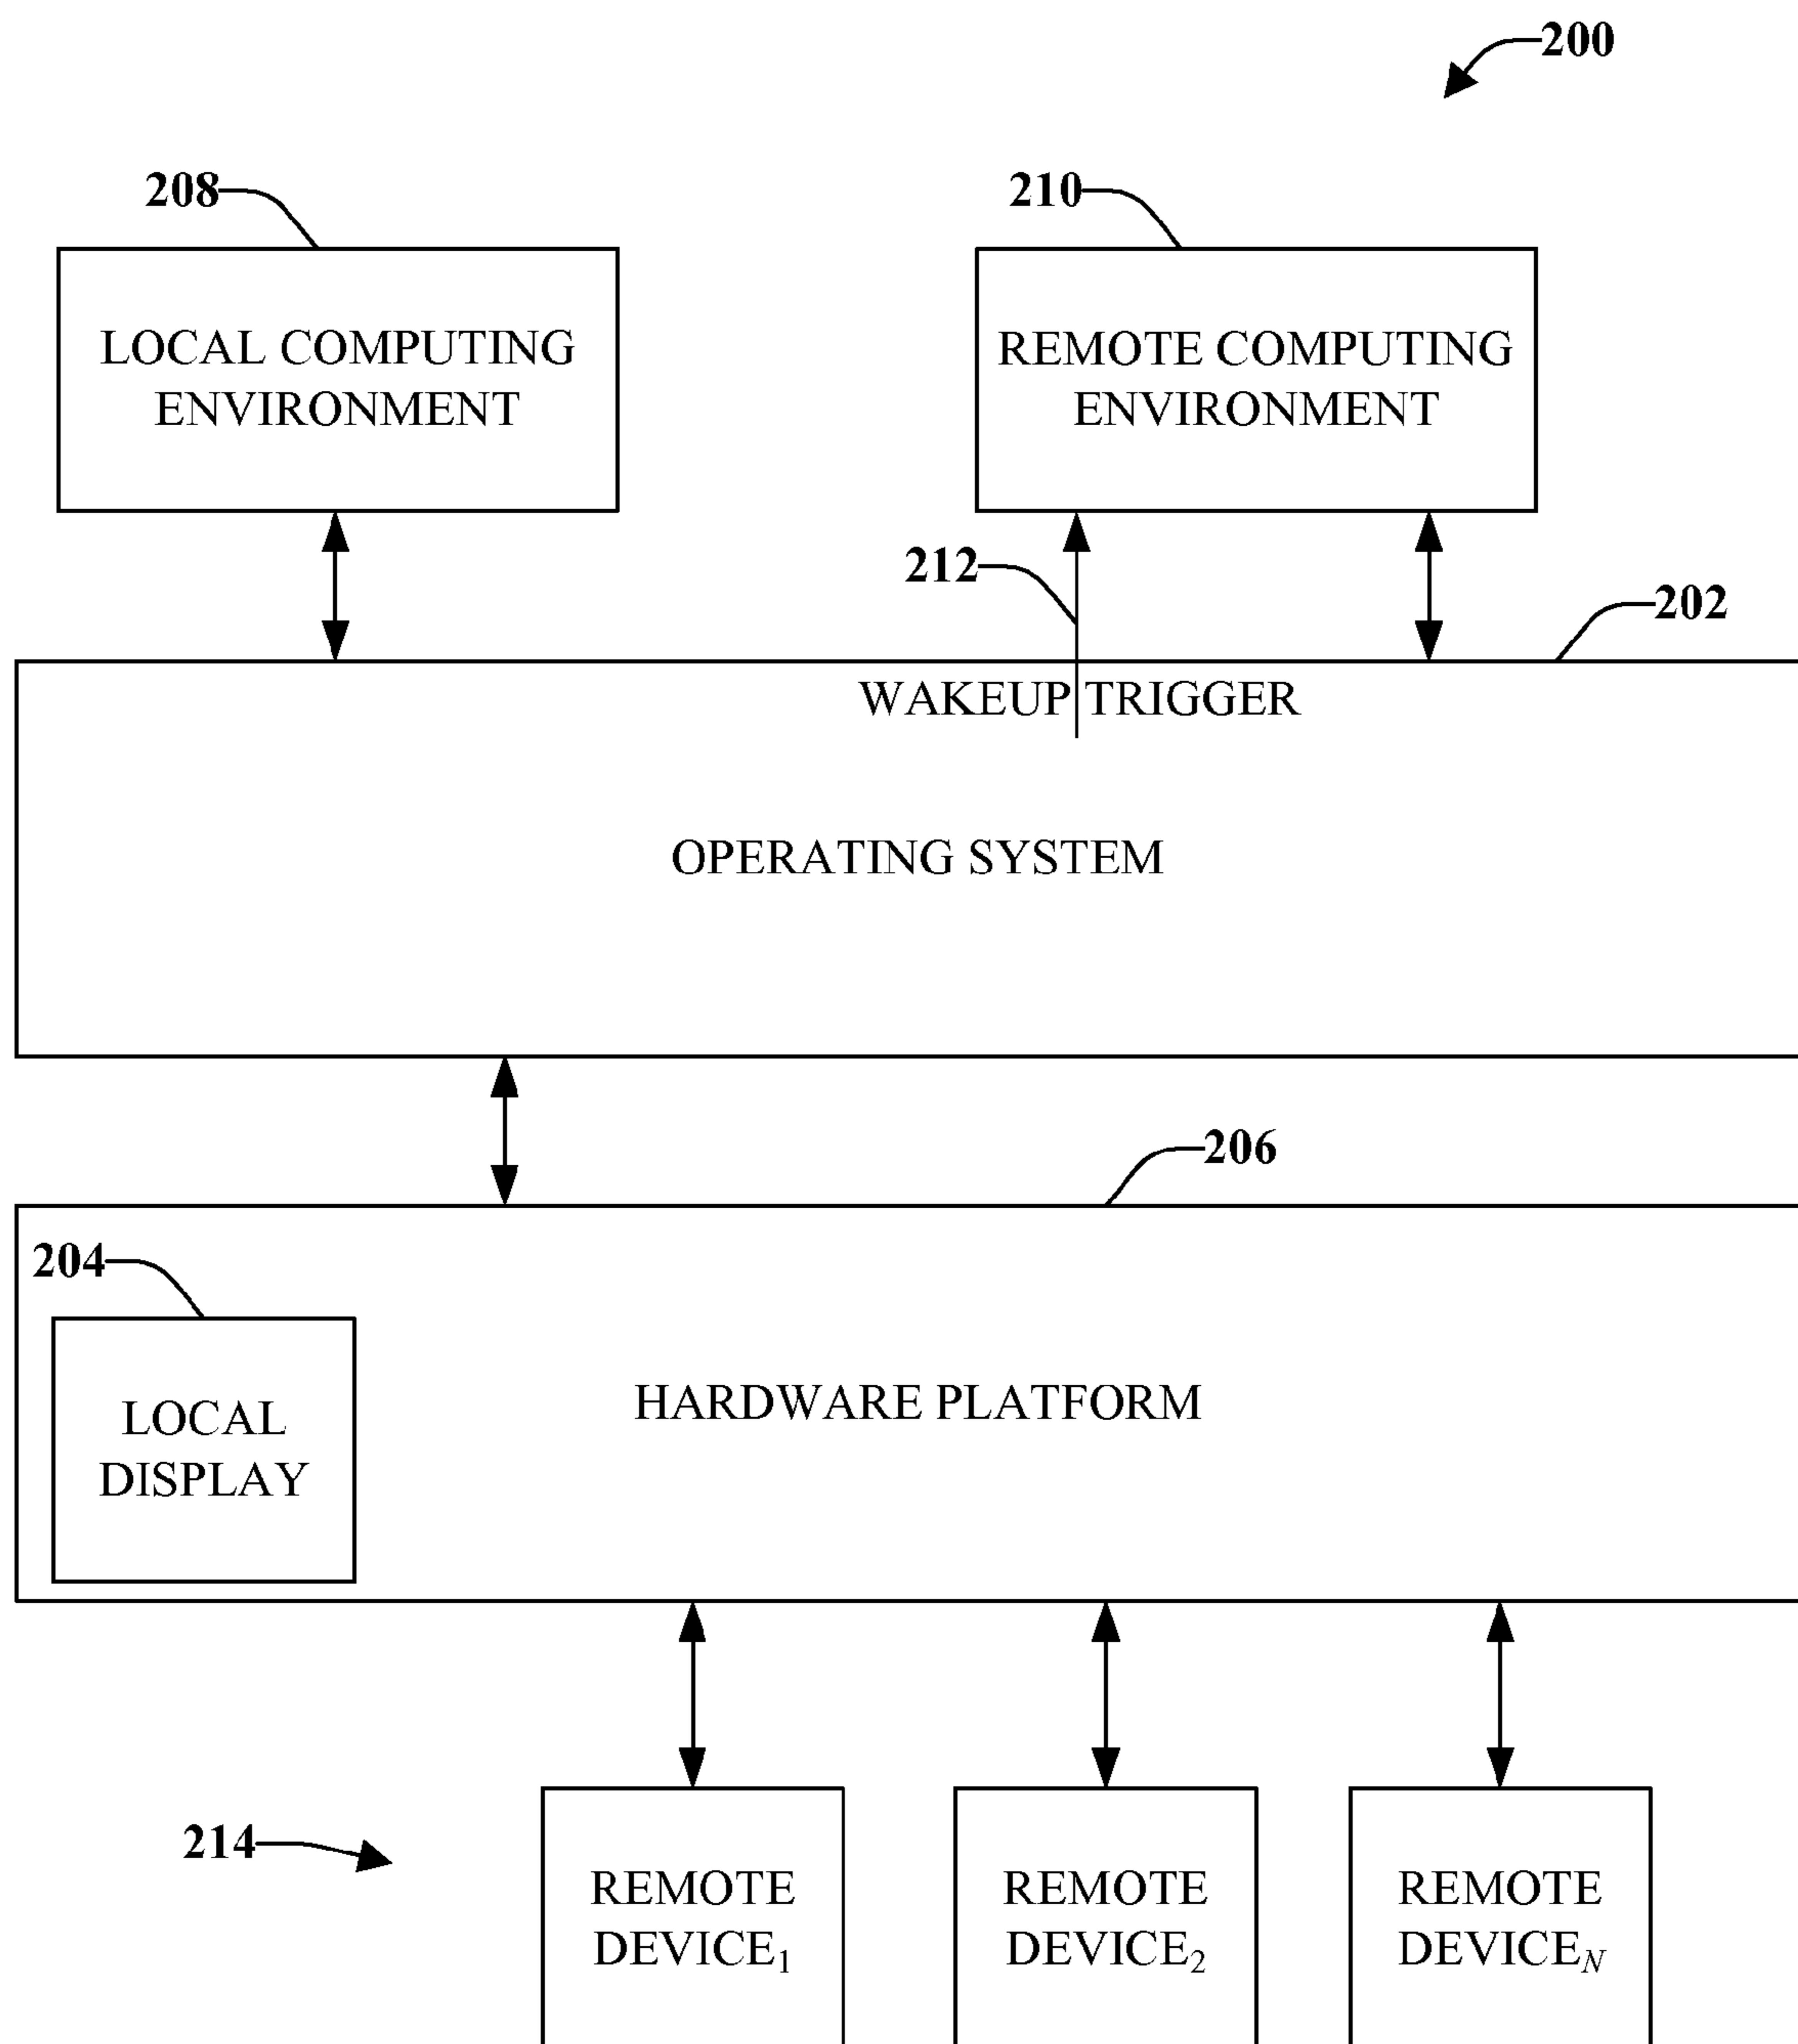 200
208
210
LOCAL COMPUTING
ENVIRONMENT
REMOTE COMPUTING
ENVIRONMENT
212
202
WAKEUP TRIGGER
OPERATING SYSTEM
206
204
LOCAL
DISPLAY
HARDWARE PLATFORM
214
REMOTE
DEVICE₁
REMOTE
DEVICE₂
REMOTE
DEVICE_N